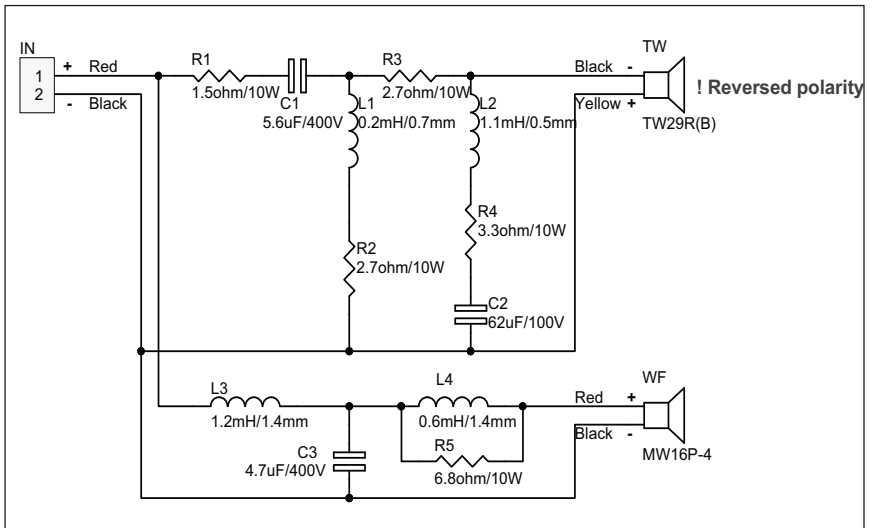 IN
1
2
+ Red
- Black
R1
1.5ohm/10W
C1
5.6uF/400V
L1
0.2mH/0.7mm
R2
2.7ohm/10W
R3
2.7ohm/10W
L2
1.1mH/0.5mm
R4
3.3ohm/10W
C2
62uF/100V
TW
Black -
! Reversed polarity
Yellow +
TW29R(B)
L3
1.2mH/1.4mm
C3
4.7uF/400V
L4
0.6mH/1.4mm
R5
6.8ohm/10W
WF
Red +
Black -
MW16P-4